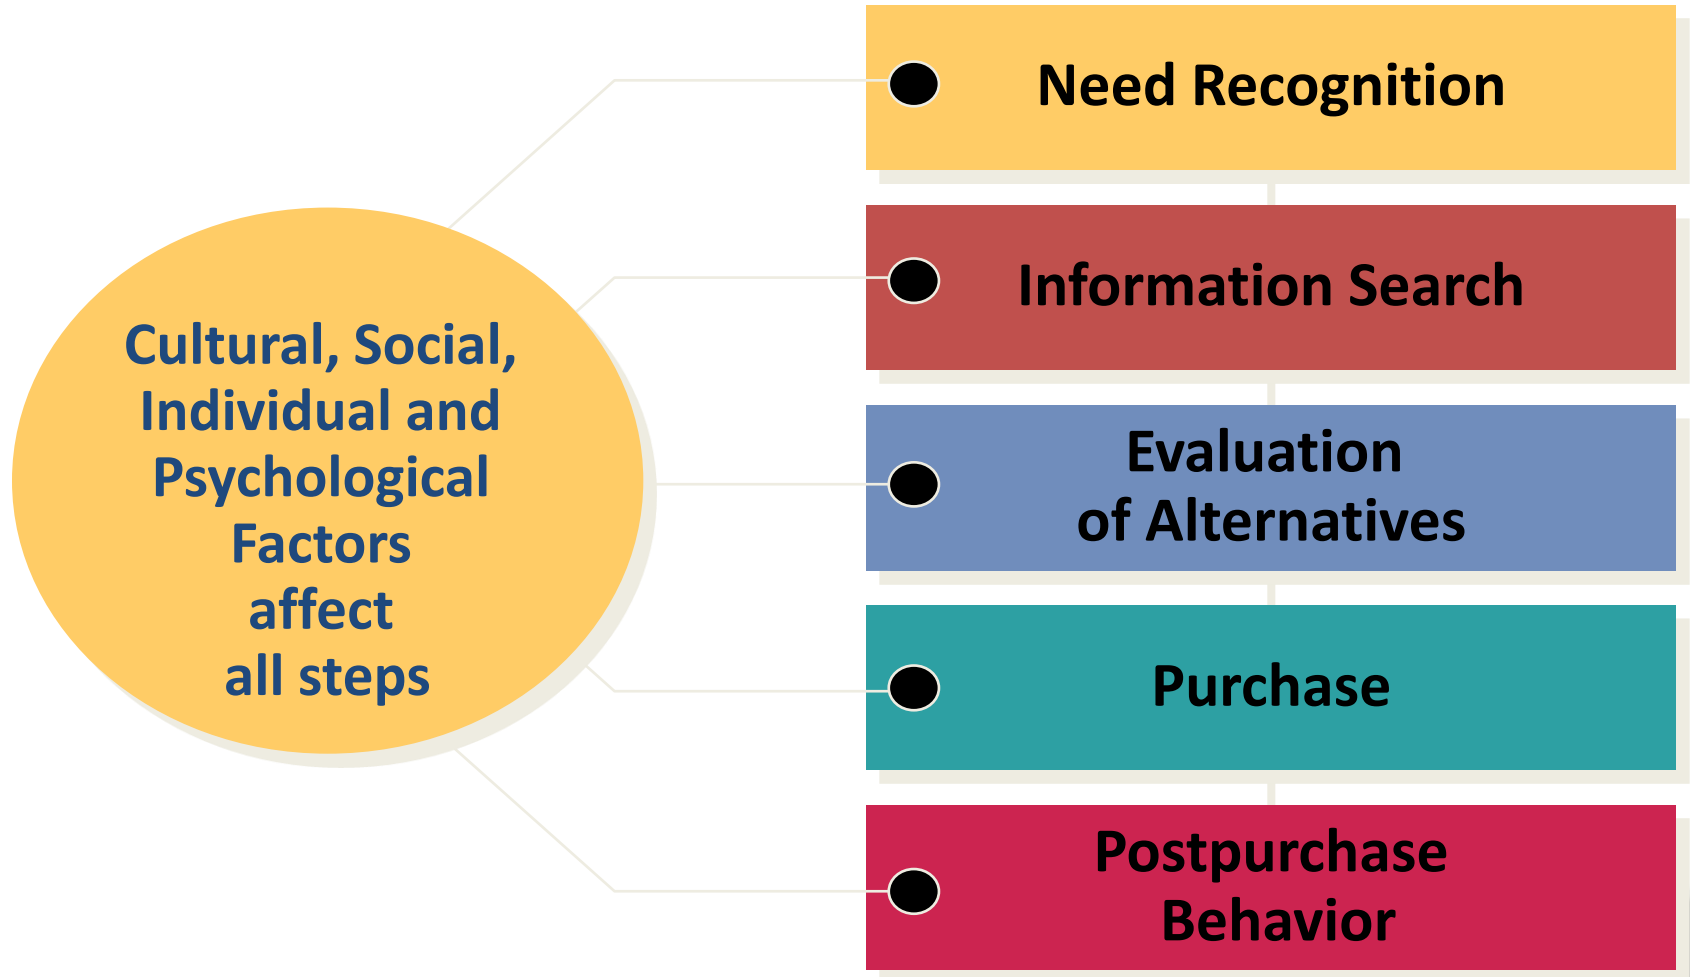 Need Recognition
Information Search
Cultural, Social,
Individual and
Psychological
Factors
affect
all steps
Evaluation
of Alternatives
Purchase
Postpurchase
Behavior